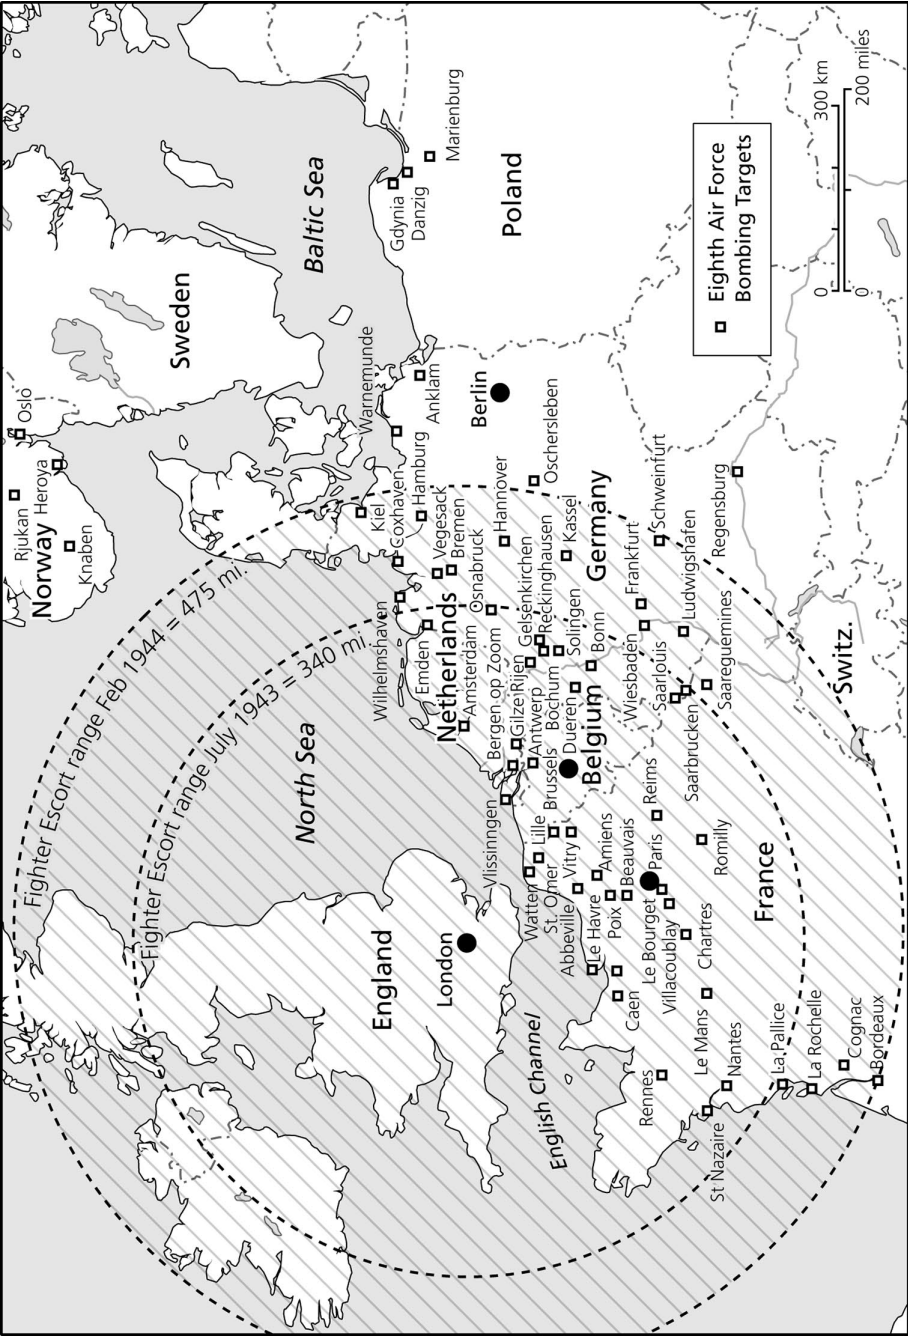 Fighter Escort range Feb 1944 = 475 mi.
Fighter Escort range July 1943 = 340 mi.
Norway
Rjukan
Heroya
Knaben
Oslo
Sweden
Baltic Sea
North Sea
Gdynia
Danzig
Marienburg
Poland
Warnemunde
Anklam
Berlin
Oschersleben
Kiel
Coxhaven
Hamburg
Vegesack
Bremen
Hannover
Osnabruck
Wilhelmshaven
Emden
Netherlands
Amsterdam
Bergen op Zoom
Gilze Rijen
Antwerp
Brussels
Belgium
Gelsenkirchen
Recklinghausen
Bochum
Solingen
Dueren
Bonn
Kassel
Germany
Frankfurt
Schweinfurt
Wiesbaden
Ludwigshafen
Regensburg
Saarlouis
Saarbrucken
Saareguemines
Switz.
England
London
English Channel
Vlissinngen
Watten
St. Omer
Lille
Vitry
Abbeville
Amiens
Le Havre
Poix
Beauvais
Paris
Reims
Le Bourget
Villacoublay
Romilly
Chartres
France
Caen
Rennes
Le Mans
Nantes
St Nazaire
La Pallice
La Rochelle
Cognac
Bordeaux
Eighth Air Force
Bombing Targets
0
300 km
0
200 miles